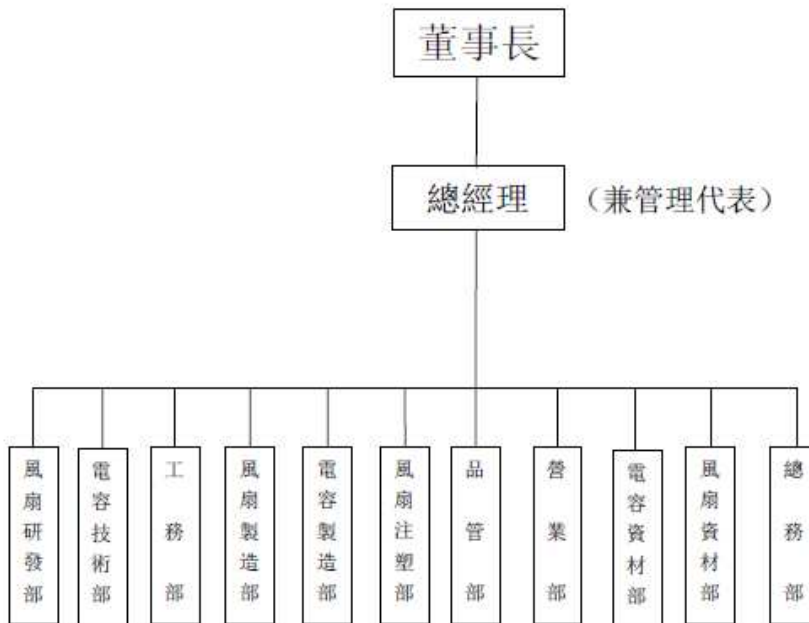 董事長
總經理 （兼管理代表）
風扇研發部
電容技術部
工務部
風扇製造部
電容製造部
風扇注塑部
品管部
營業部
電容資材部
風扇資材部
總務部